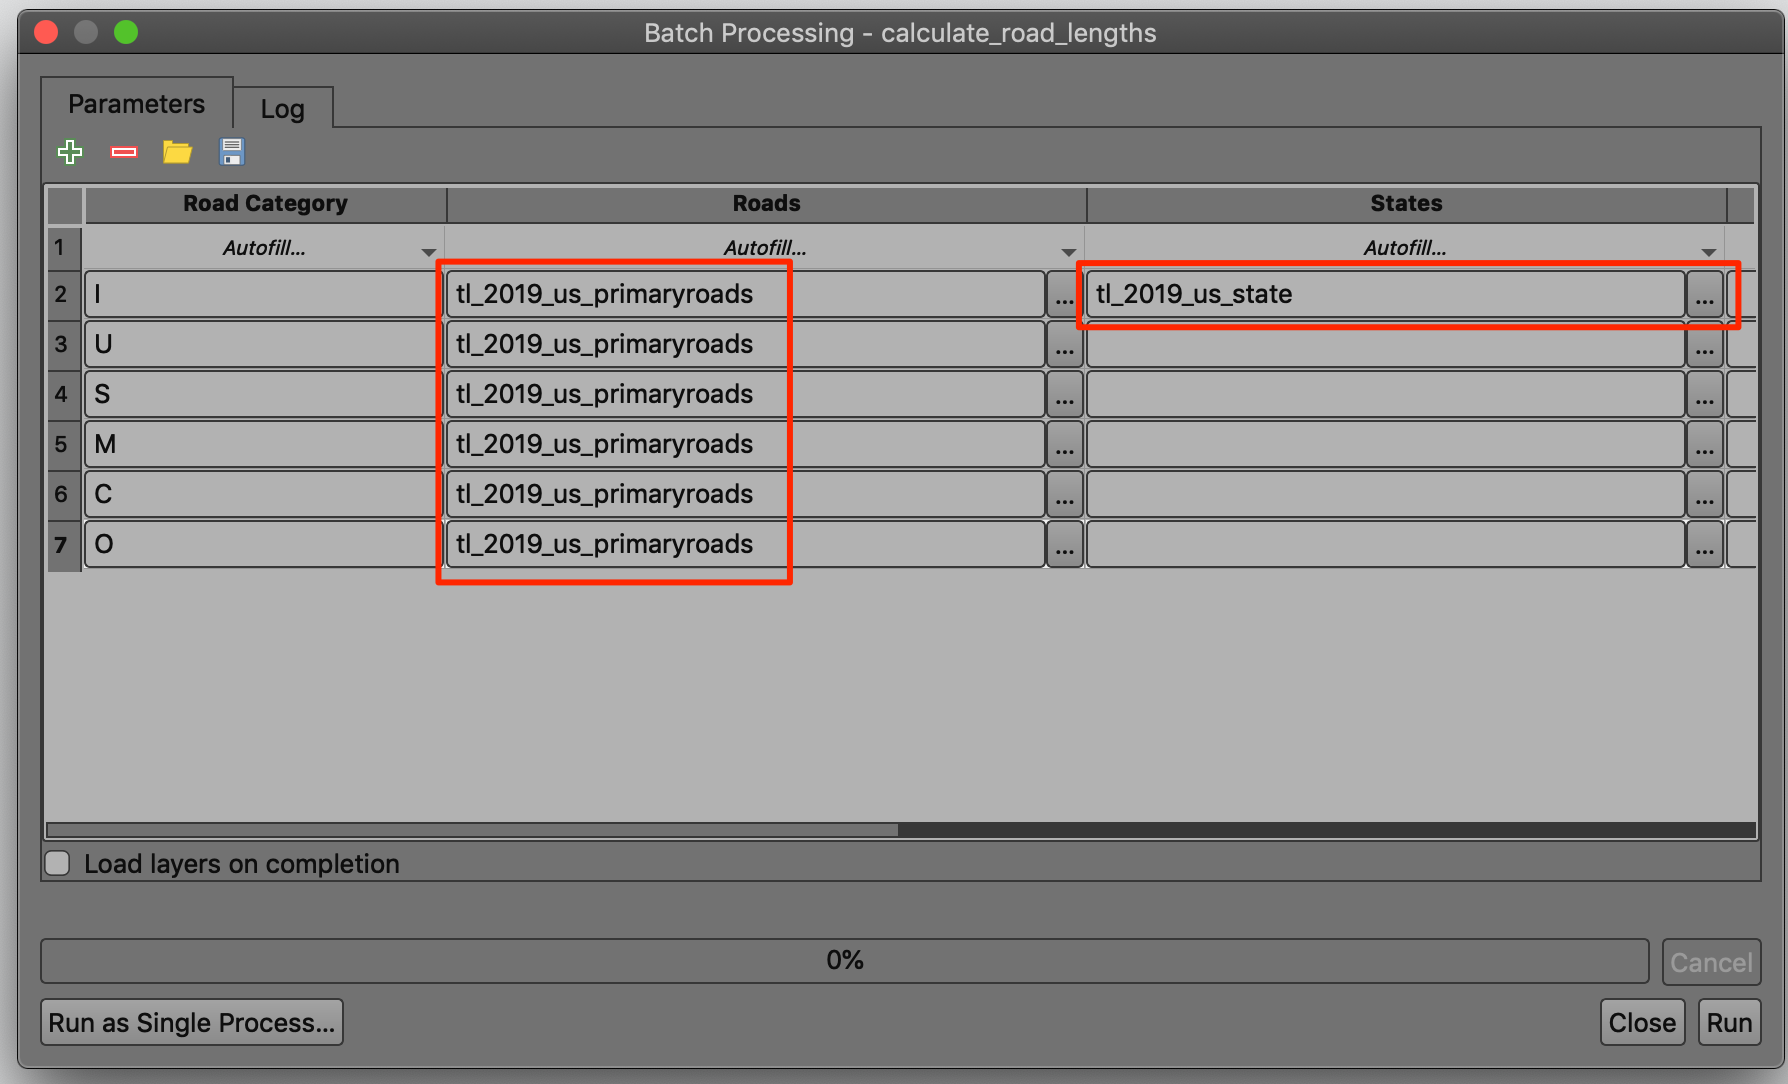 Batch Processing - calculate_road_lengths
Parameters Log
Road Category Roads States
1 Autofill... Autofill... Autofill...
2 I tl_2019_us_primaryroads ... tl_2019_us_state ...
3 U tl_2019_us_primaryroads ... ...
4 S tl_2019_us_primaryroads ... ...
5 M tl_2019_us_primaryroads ... ...
6 C tl_2019_us_primaryroads ... ...
7 O tl_2019_us_primaryroads ... ...
Load layers on completion
0% Cancel
Run as Single Process... Close Run